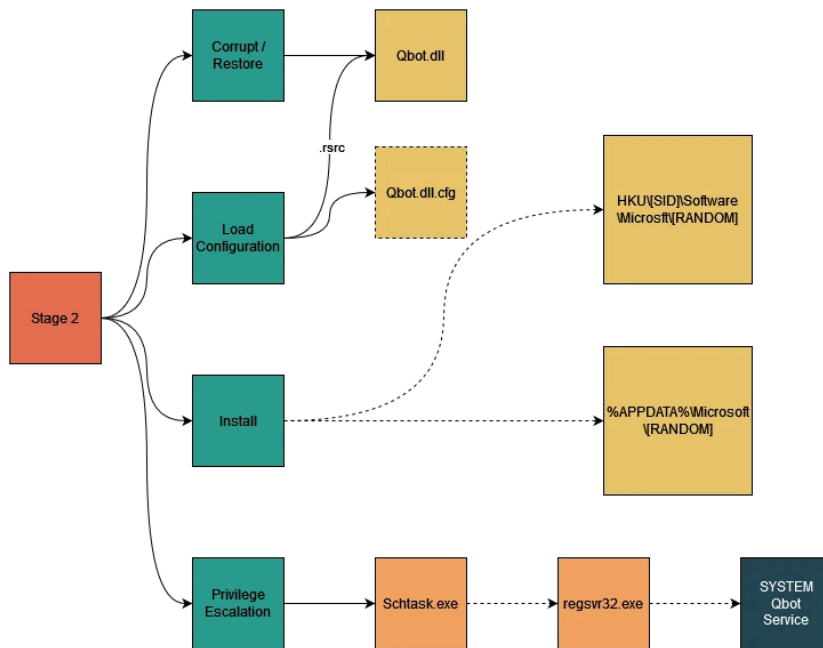 Corrupt /
Restore
Qbot.dll
.rsrc
Qbot.dll.cfg
HKU\[SID]\Software
\Microsft\[RANDOM]
Load
Configuration
Stage 2
Install
%APPDATA%\Microsoft
\[RANDOM]
Privilege
Escalation
Schtask.exe
regsvr32.exe
SYSTEM
Qbot
Service